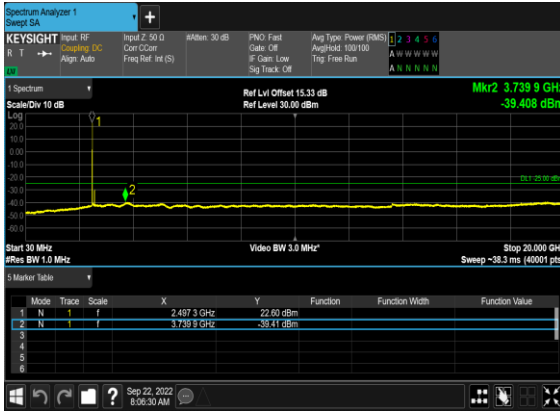 Spectrum Analyzer 1
Swept SA
+
KEYSIGHT Input: RF Input Z: 50 Ω #Atten: 30 dB PNO: Fast Avg Type: Power (RMS) 1 2 3 4 5 6
R T Coupling: DC Corr CCorr Gate: Off Avg|Hold: 100/100 A W W W W W
Align: Auto Freq Ref: Int (S) IF Gain: Low Trig: Free Run
Sig Track: Off A N N N N N
1 Spectrum Ref Lvl Offset 15.33 dB Mkr2 3.739 9 GHz
Scale/Div 10 dB Ref Level 30.00 dBm -39.408 dBm
Log
20.0
10.0
0.00
-10.0
-20.0
-30.0
-40.0
-50.0
-60.0
1
2
DL1 -25.00 dBm
Start 30 MHz Video BW 3.0 MHz* Stop 20.000 GHz
#Res BW 1.0 MHz Sweep ~38.3 ms (40001 pts)
5 Marker Table
Mode Trace Scale X Y Function Function Width Function Value
1 N 1 f 2.497 3 GHz 22.60 dBm
2 N 1 f 3.739 9 GHz -39.41 dBm
3
4
5
6
? Sep 22, 2022
8:06:30 AM